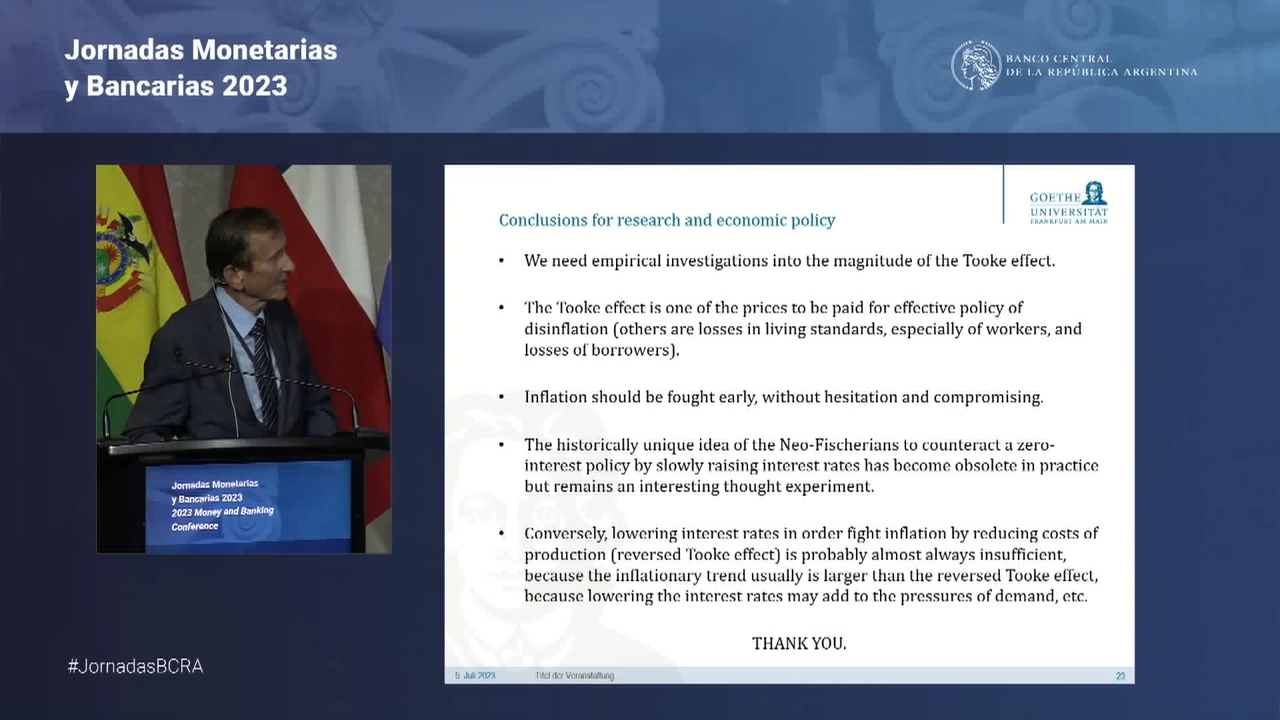 Jornadas Monetarias
y Bancarias 2023
BANCO CENTRAL
DE LA REPÚBLICA ARGENTINA
GOETHE
UNIVERSITÄT
FRANKFURT AM MAIN
Conclusions for research and economic policy
• We need empirical investigations into the magnitude of the Tooke effect.
• The Tooke effect is one of the prices to be paid for effective policy of
disinflation (others are losses in living standards, especially of workers, and
losses of borrowers).
• Inflation should be fought early, without hesitation and compromising.
• The historically unique idea of the Neo-Fischerians to counteract a zero-
interest policy by slowly raising interest rates has become obsolete in practice
but remains an interesting thought experiment.
• Conversely, lowering interest rates in order fight inflation by reducing costs of
production (reversed Tooke effect) is probably almost always insufficient,
because the inflationary trend usually is larger than the reversed Tooke effect,
because lowering the interest rates may add to the pressures of demand, etc.
THANK YOU.
5 Juli 2023 Titel der Veranstaltung 23
Jornadas Monetarias
y Bancarias 2023
2023 Money and Banking
Conference
#JornadasBCRA